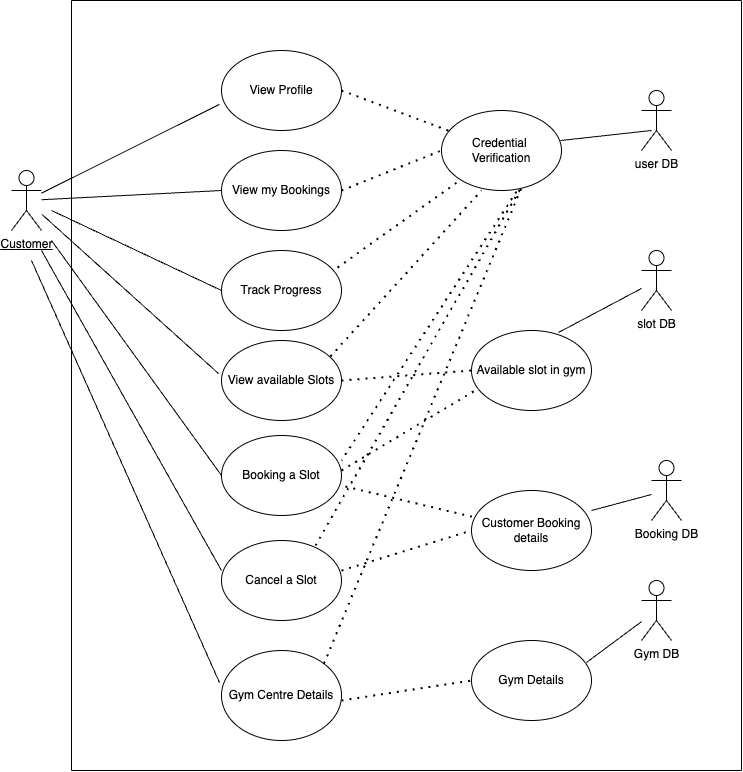 View Profile
Credential
Verification
user DB
View my Bookings
Customer
Track Progress
slot DB
View available Slots
Available slot in gym
Booking a Slot
Customer Booking
details
Booking DB
Cancel a Slot
Gym DB
Gym Centre Details
Gym Details